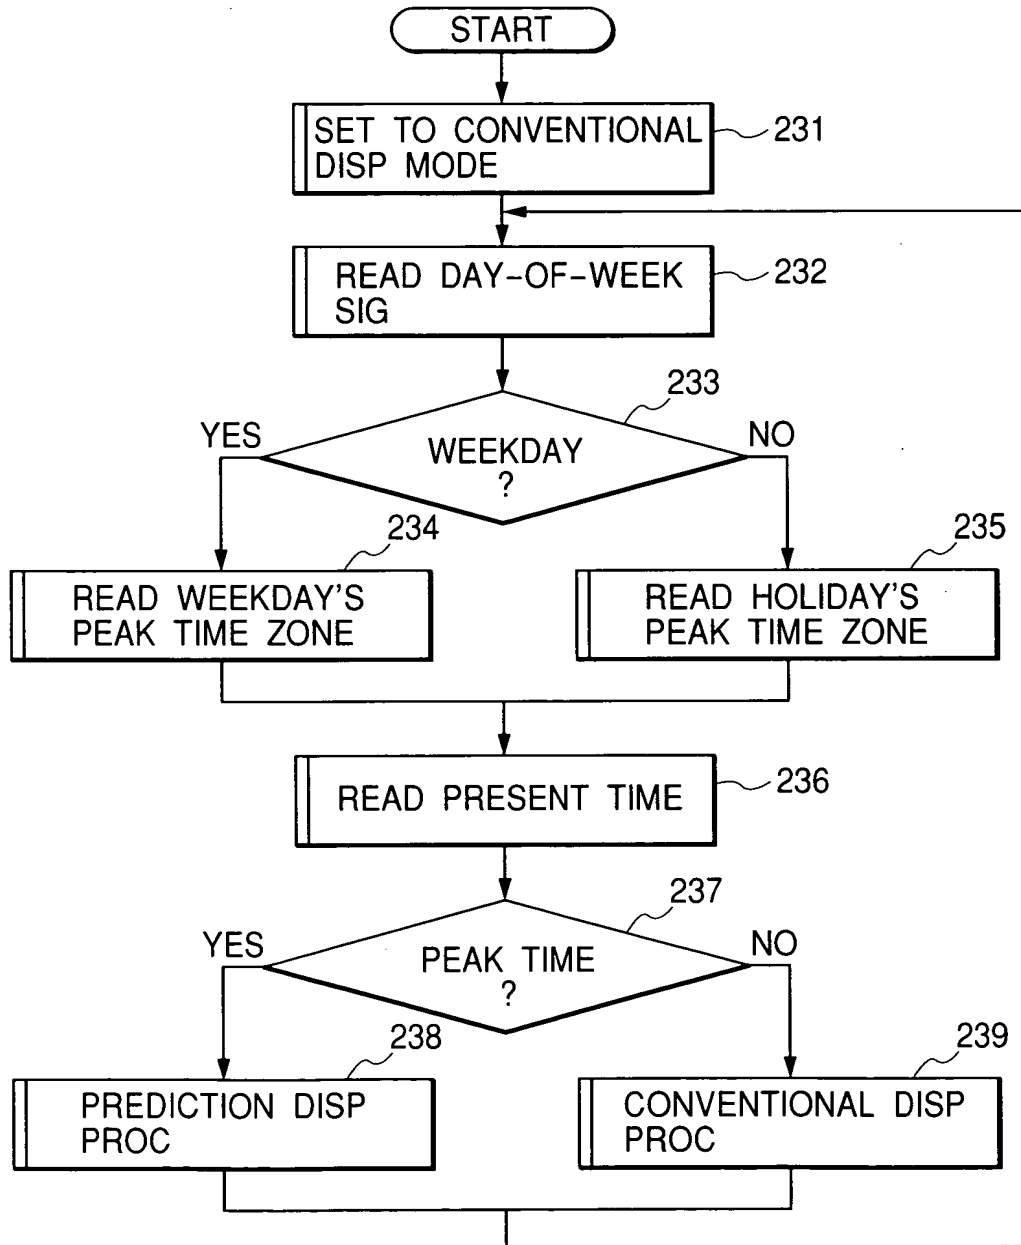 START
SET TO CONVENTIONAL
DISP MODE
231
READ DAY-OF-WEEK
SIG
232
233
YES
NO
WEEKDAY
?
234
235
READ WEEKDAY'S
PEAK TIME ZONE
READ HOLIDAY'S
PEAK TIME ZONE
READ PRESENT TIME
236
237
YES
NO
PEAK TIME
?
238
239
PREDICTION DISP
PROC
CONVENTIONAL DISP
PROC